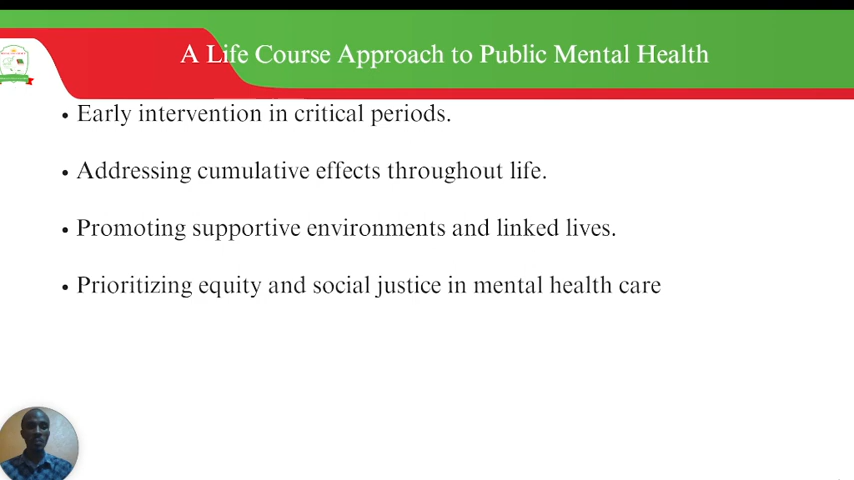 A Life Course Approach to Public Mental Health
• Early intervention in critical periods.
• Addressing cumulative effects throughout life.
• Promoting supportive environments and linked lives.
• Prioritizing equity and social justice in mental health care